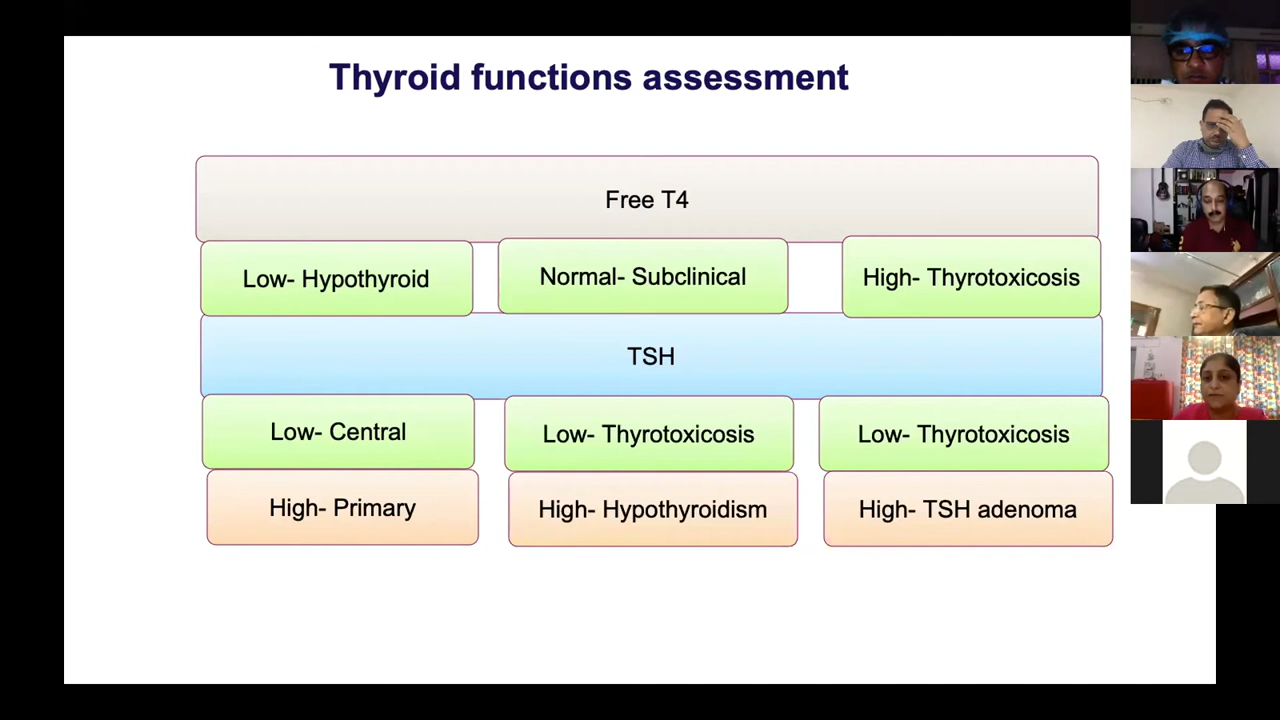 Thyroid functions assessment
Free T4
Low- Hypothyroid
Normal- Subclinical
High- Thyrotoxicosis
TSH
Low- Central
Low- Thyrotoxicosis
Low- Thyrotoxicosis
High- Primary
High- Hypothyroidism
High- TSH adenoma